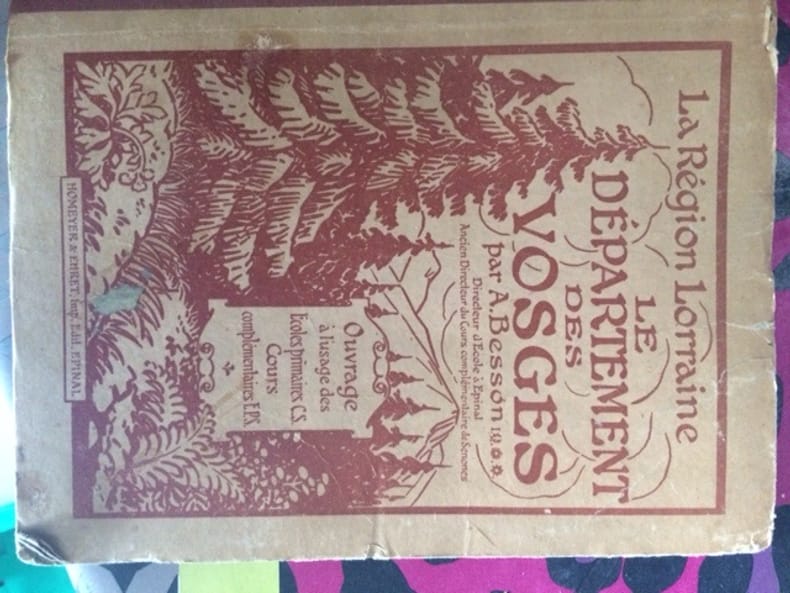 La Région Lorraine
LE
DÉPARTEMENT
DES
VOSGES
par A. Besson I.P.
Directeur d'Ecole à Epinal
Ancien Directeur du Cours complémentaire de Senones
Ouvrage
à l'usage des
Ecoles primaires C.S.
Cours
complémentaires E.P.S.
HOMEYER & EHRET, Imp. Edit. EPINAL